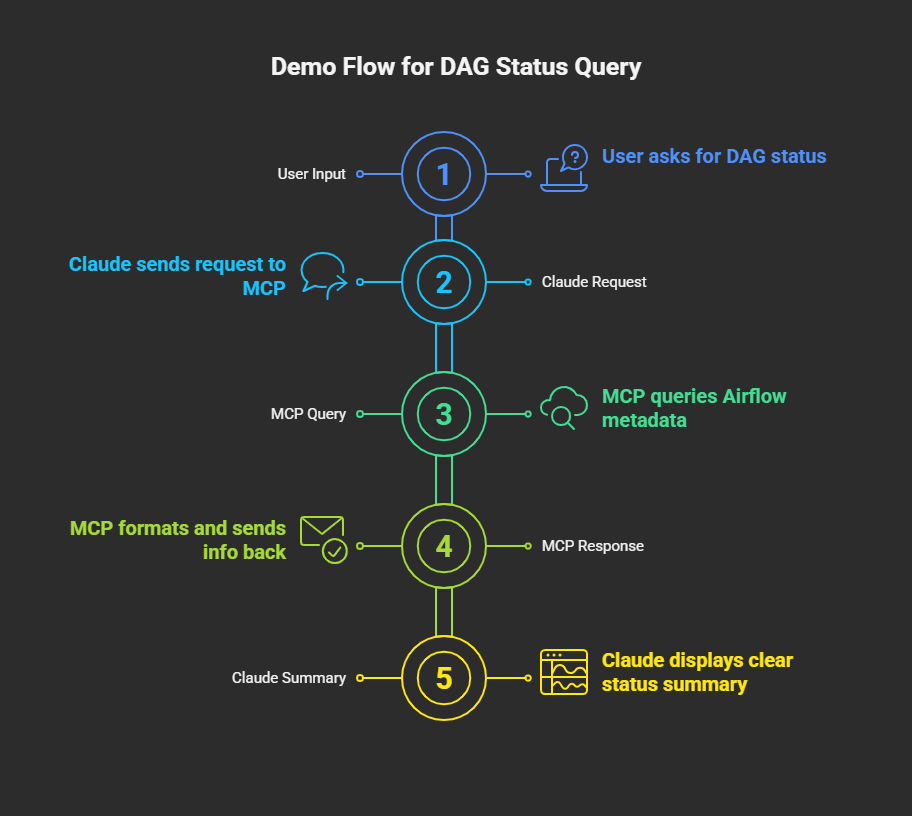 Demo Flow for DAG Status Query
User Input
1
User asks for DAG status
Claude sends request to
MCP
2
Claude Request
MCP Query
3
MCP queries Airflow
metadata
MCP formats and sends
info back
4
MCP Response
Claude Summary
5
Claude displays clear
status summary